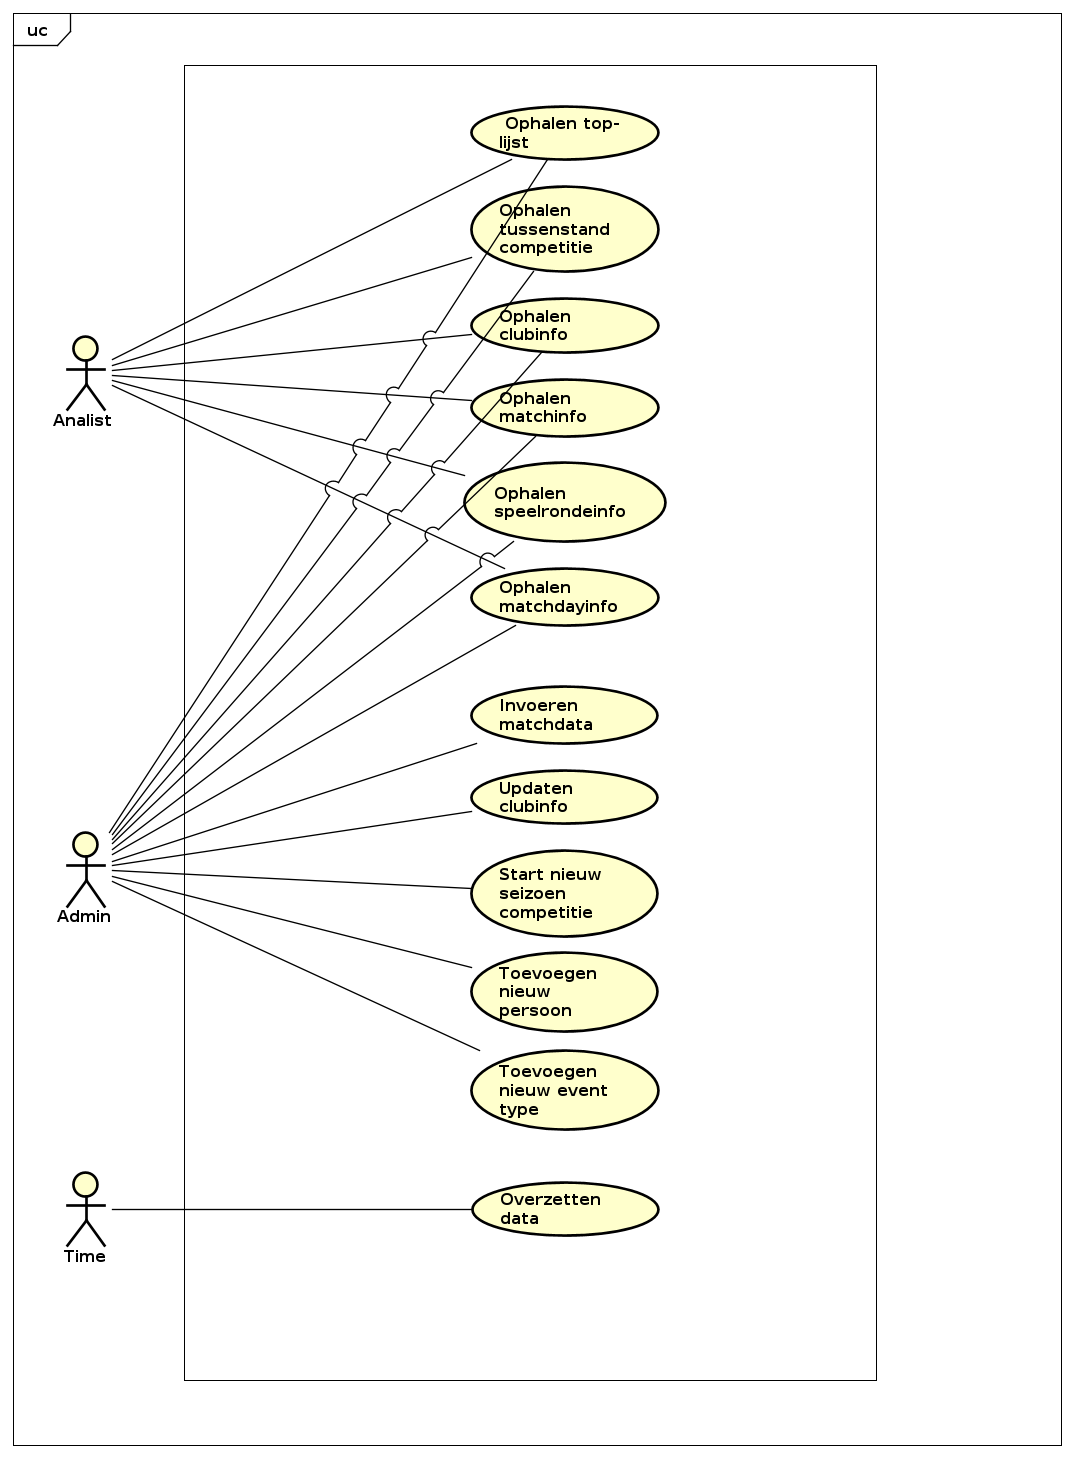 uc
Ophalen top-
lijst
Ophalen
tussenstand
competitie
Ophalen
clubinfo
Analist
Ophalen
matchinfo
Ophalen
speelrondeinfo
Ophalen
matchdayinfo
Invoeren
matchdata
Updaten
clubinfo
Admin
Start nieuw
seizoen
competitie
Toevoegen
nieuw
persoon
Toevoegen
nieuw event
type
Time
Overzetten
data